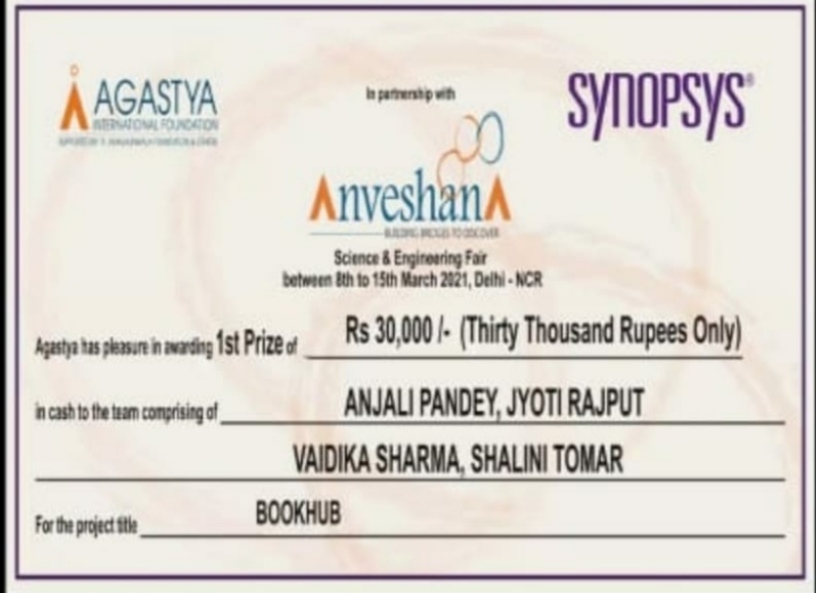 AGASTYA
INTERNATIONAL FOUNDATION
In partnership with
SYNOPSYS®
AnveshanA
BUILDING BRIDGES TO DISCOVER
Science & Engineering Fair
between 8th to 15th March 2021, Delhi - NCR
Agastya has pleasure in awarding 1st Prize of Rs 30,000 /- (Thirty Thousand Rupees Only)
in cash to the team comprising of ANJALI PANDEY, JYOTI RAJPUT
VAIDIKA SHARMA, SHALINI TOMAR
For the project title BOOKHUB